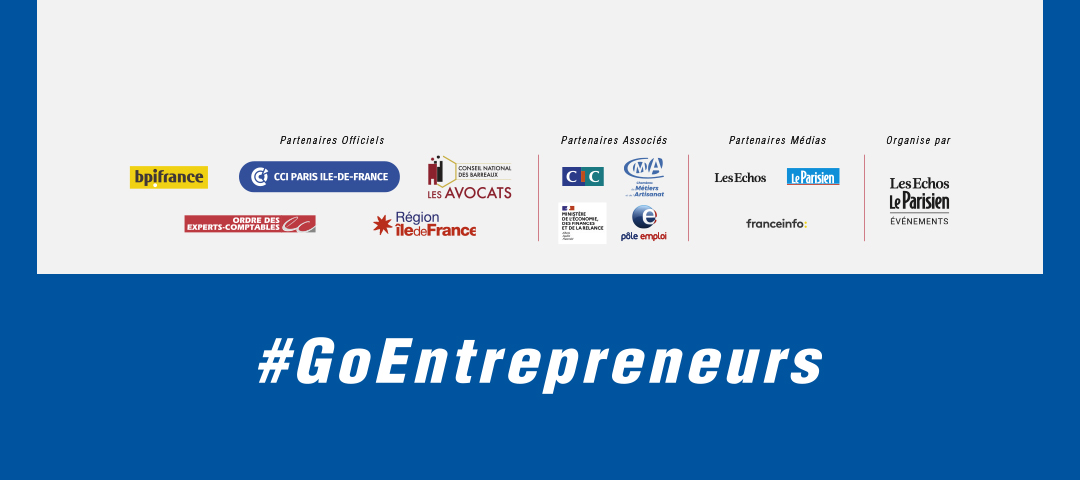 Partenaires Officiels
bpifrance
CCI PARIS ILE-DE-FRANCE
CONSEIL NATIONAL
DES BARREAUX
LES AVOCATS
ORDRE DES
EXPERTS-COMPTABLES
Région
îledeFrance
Partenaires Associés
CIC
CMA
Métiers
Artisanat
MINISTÈRE
DE L'ÉCONOMIE,
DES FINANCES
ET DE LA RELANCE
pôle emploi
Partenaires Médias
Les Echos
Le Parisien
franceinfo:
Organise par
Les Echos
Le Parisien
ÉVÉNEMENTS
#GoEntrepreneurs